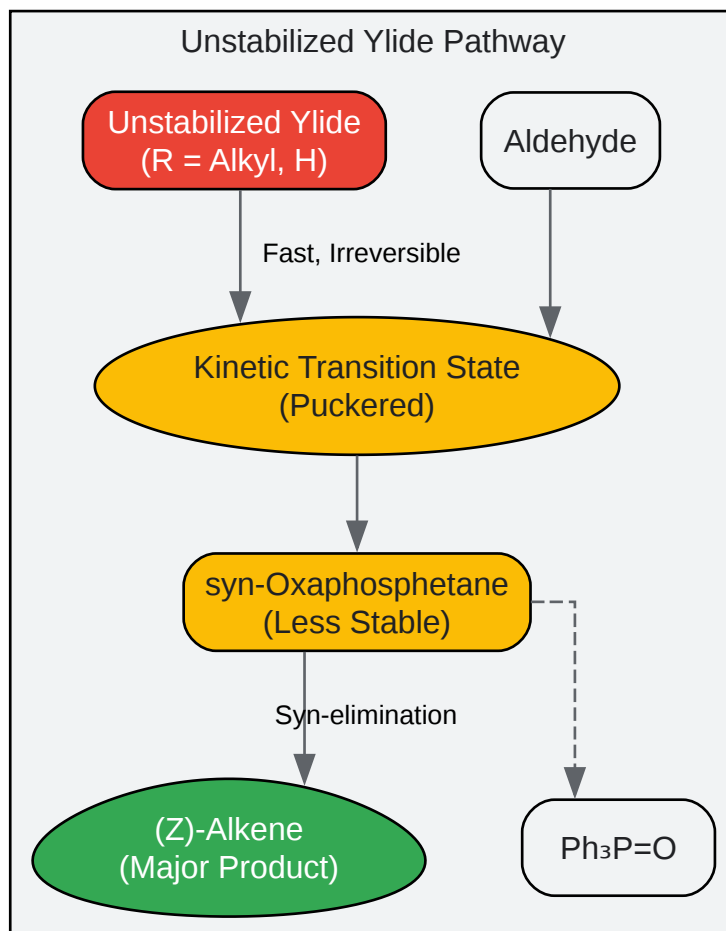 Unstabilized Ylide Pathway
Unstabilized Ylide
(R = Alkyl, H)
Aldehyde
Fast, Irreversible
Kinetic Transition State
(Puckered)
syn-Oxaphosphetane
(Less Stable)
Syn-elimination
(Z)-Alkene
(Major Product)
Ph₃P=O